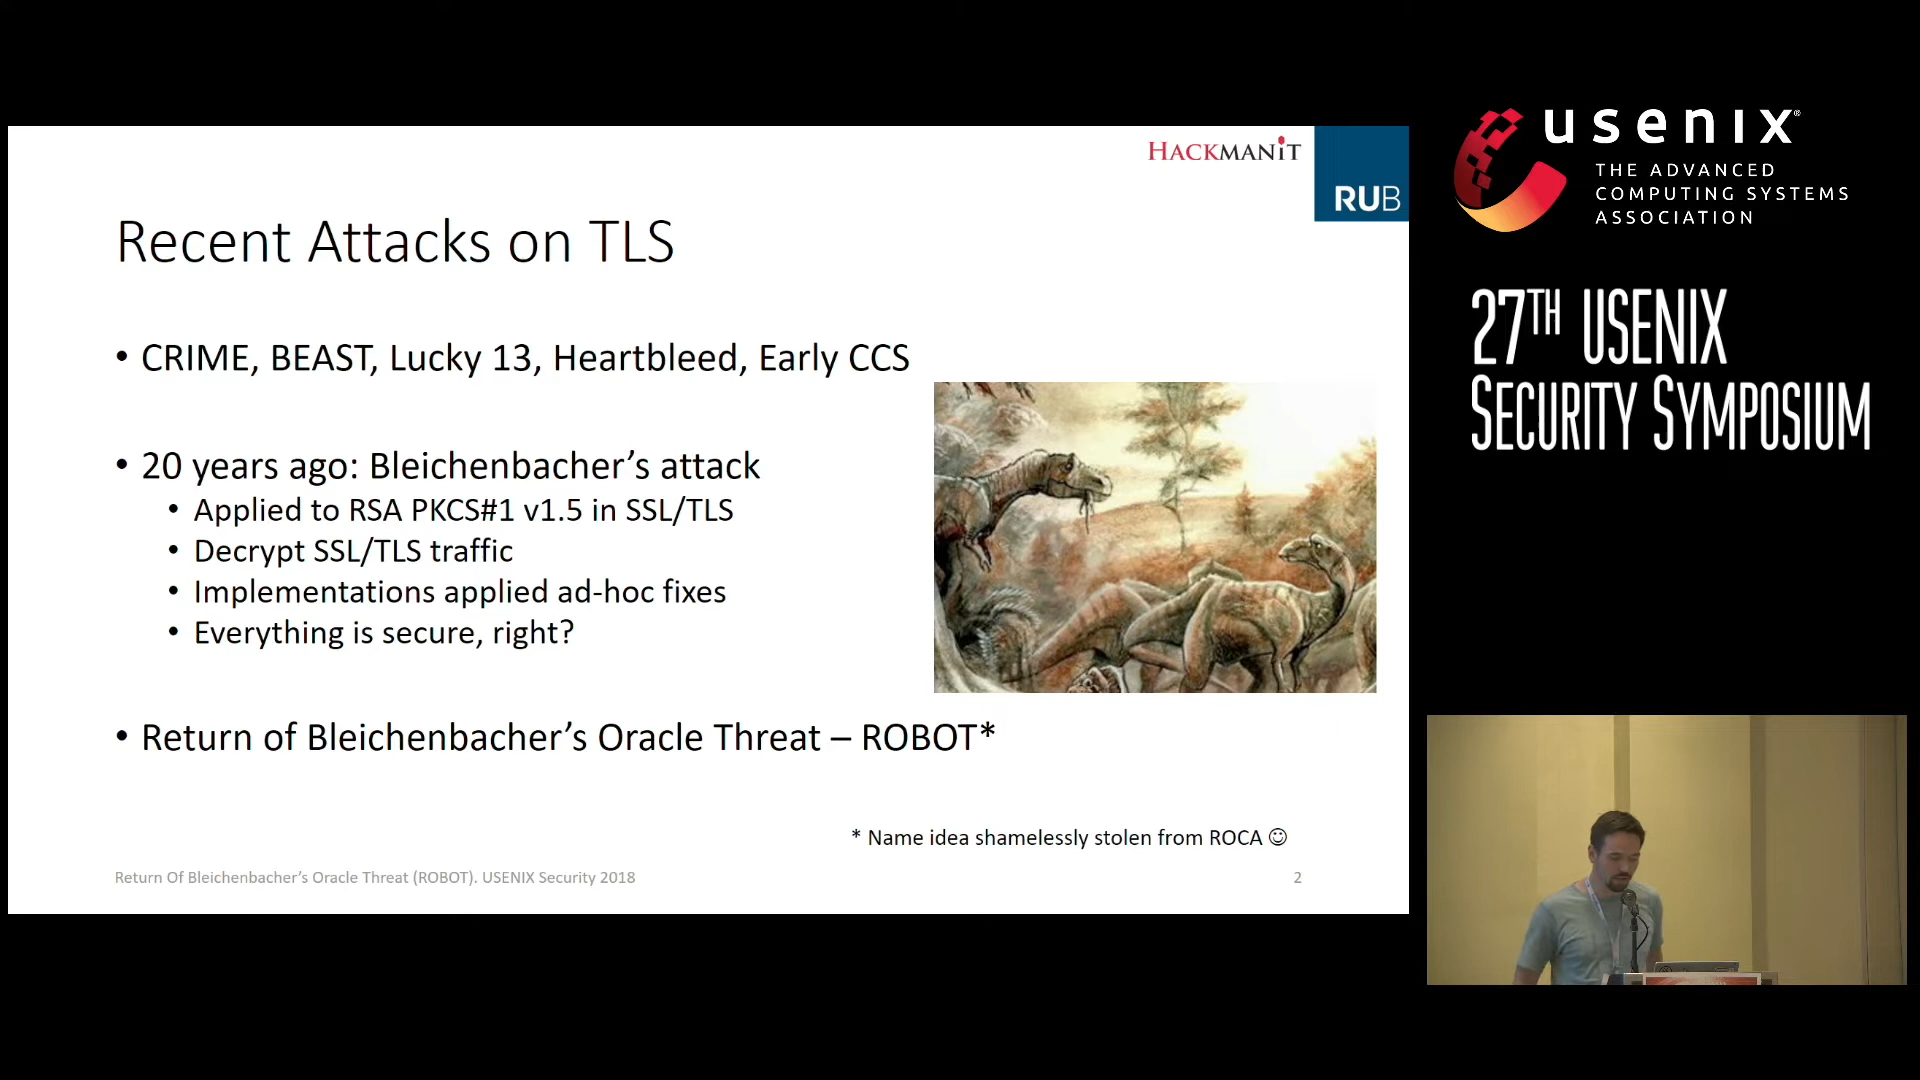 HACKMANIT
RUB
Recent Attacks on TLS
• CRIME, BEAST, Lucky 13, Heartbleed, Early CCS
• 20 years ago: Bleichenbacher’s attack
• Applied to RSA PKCS#1 v1.5 in SSL/TLS
• Decrypt SSL/TLS traffic
• Implementations applied ad-hoc fixes
• Everything is secure, right?
• Return of Bleichenbacher’s Oracle Threat – ROBOT*
* Name idea shamelessly stolen from ROCA ☺
Return Of Bleichenbacher’s Oracle Threat (ROBOT). USENIX Security 2018
2
usenix®
THE ADVANCED
COMPUTING SYSTEMS
ASSOCIATION
27TH USENIX
SECURITY SYMPOSIUM